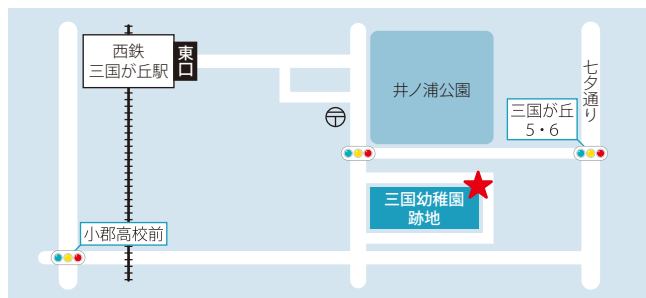 西鉄
三国が丘駅
東口
井ノ浦公園
七夕通り
三国が丘
5・6
〒
三国幼稚園
跡地
小郡高校前